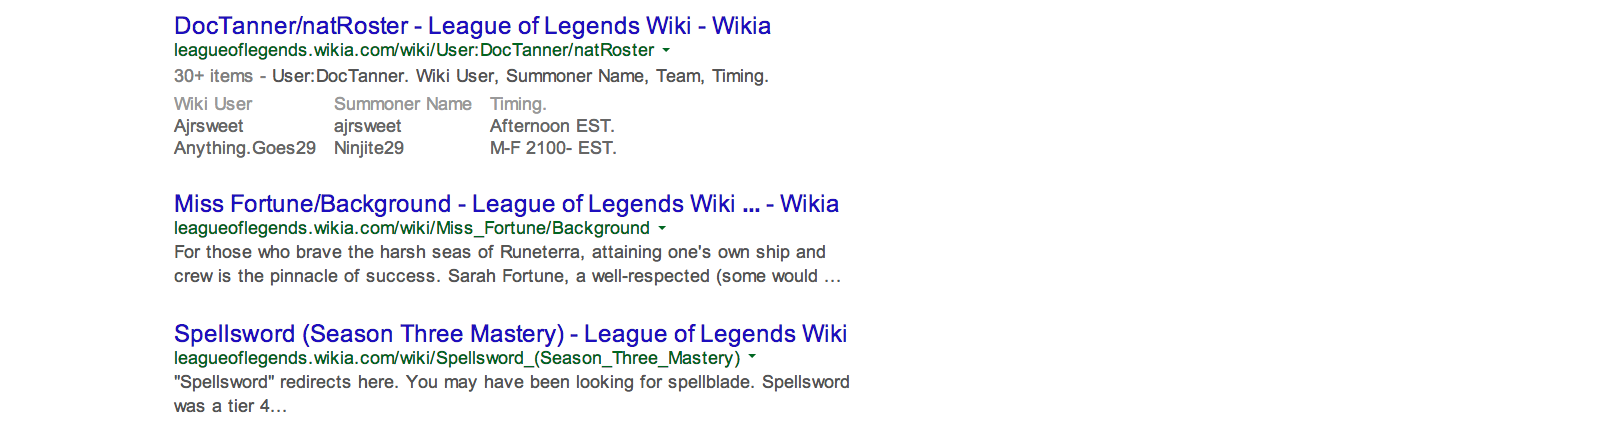 DocTanner/natRoster - League of Legends Wiki - Wikia
leagueoflegends.wikia.com/wiki/User:DocTanner/natRoster
30+ items - User:DocTanner. Wiki User, Summoner Name, Team, Timing.
Wiki User Summoner Name Timing.
Ajrsweet ajrsweet Afternoon EST.
Anything.Goes29 Ninjite29 M-F 2100- EST.
Miss Fortune/Background - League of Legends Wiki ... - Wikia
leagueoflegends.wikia.com/wiki/Miss_Fortune/Background
For those who brave the harsh seas of Runeterra, attaining one's own ship and
crew is the pinnacle of success. Sarah Fortune, a well-respected (some would ...
Spellsword (Season Three Mastery) - League of Legends Wiki
leagueoflegends.wikia.com/wiki/Spellsword_(Season_Three_Mastery)
"Spellsword" redirects here. You may have been looking for spellblade. Spellsword
was a tier 4...